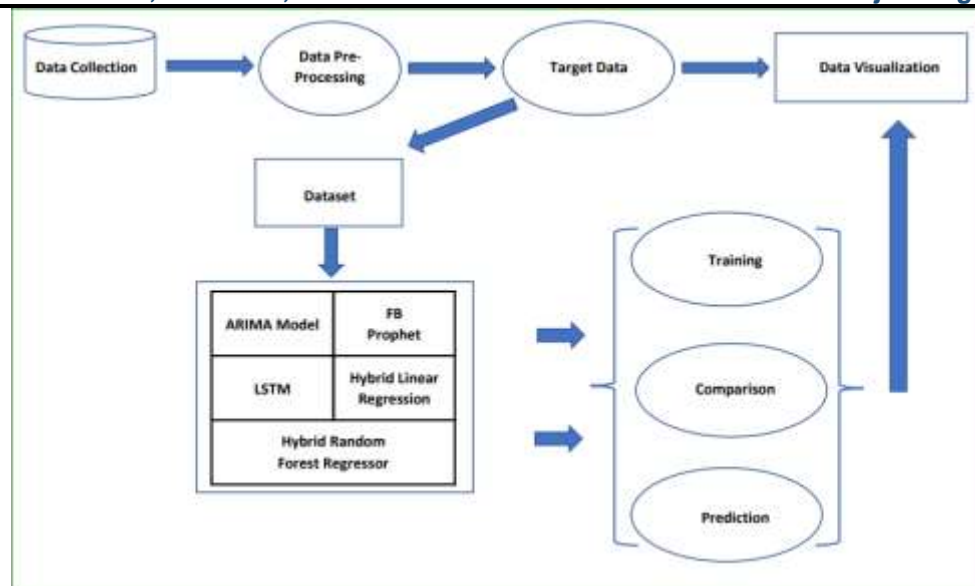 Data Collection
Data Pre-
Processing
Target Data
Data Visualization
Dataset
ARIMA Model
FB
Prophet
LSTM
Hybrid Linear
Regression
Hybrid Random
Forest Regressor
Training
Comparison
Prediction